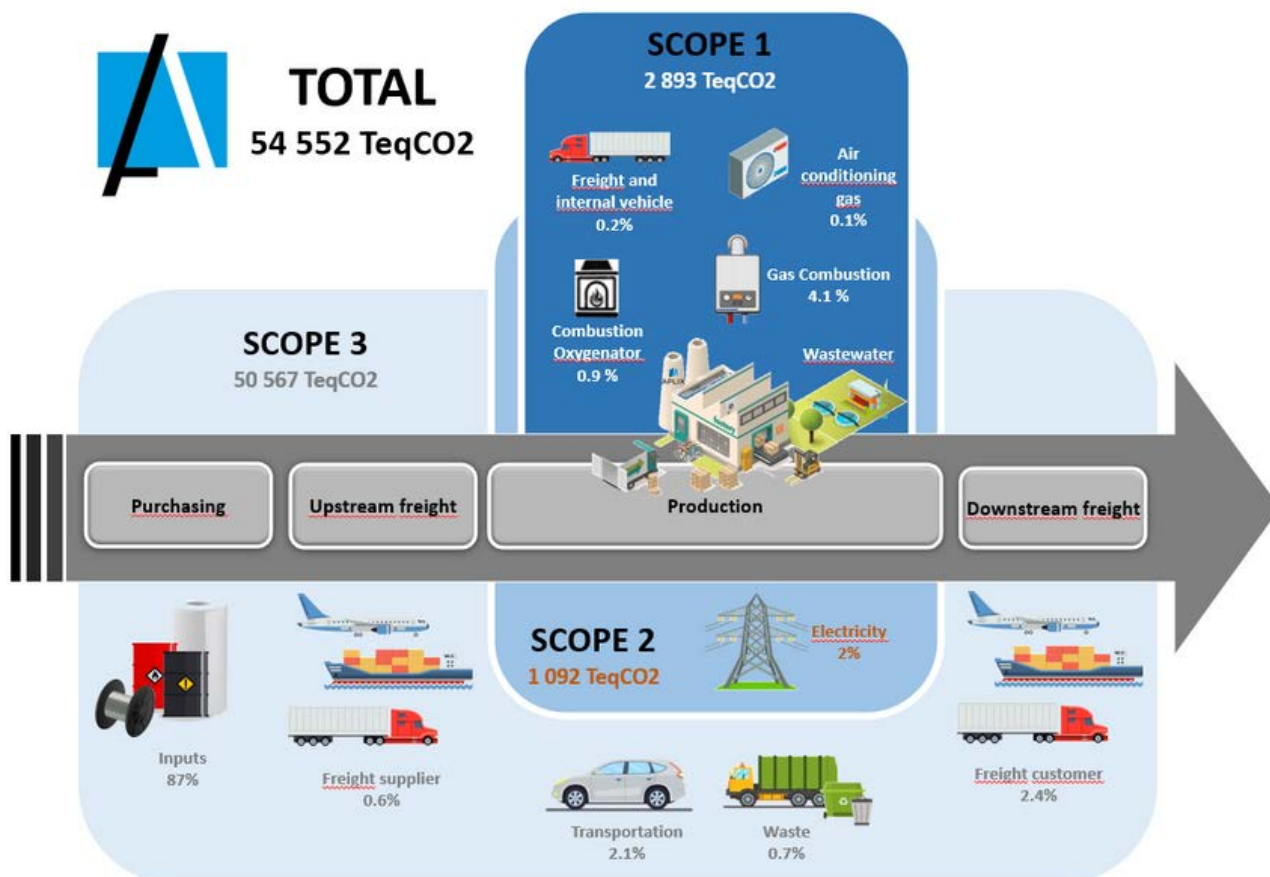 TOTAL
54 552 TeqCO2
SCOPE 1
2 893 TeqCO2
Freight and
internal vehicle
0.2%
Air
conditioning
gas
0.1%
Combustion
Oxygenator
0.9 %
Gas Combustion
4.1 %
Wastewater
APLIX
factory
SCOPE 3
50 567 TeqCO2
Purchasing
Upstream freight
Production
Downstream freight
SCOPE 2
1 092 TeqCO2
Electricity
2%
Inputs
87%
Freight supplier
0.6%
Transportation
2.1%
Waste
0.7%
Freight customer
2.4%